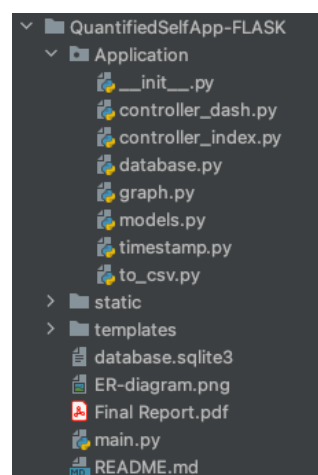 QuantifiedSelfApp-FLASK
Application
__init__.py
controller_dash.py
controller_index.py
database.py
graph.py
models.py
timestamp.py
to_csv.py
static
templates
database.sqlite3
ER-diagram.png
Final Report.pdf
main.py
MD README.md